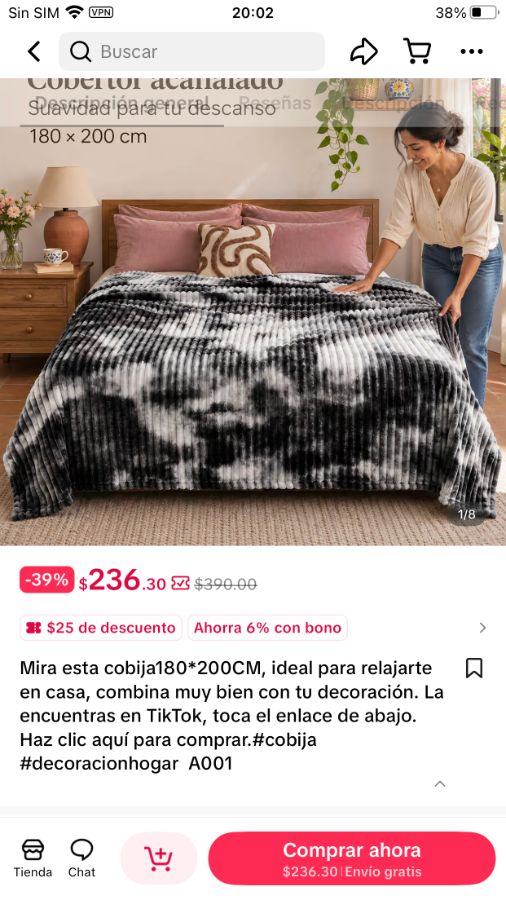 Sin SIM VPN 20:02 38%
Buscar
Cobertor acanalado
Descripción general Reseñas Descripción
Suavidad para tu descanso
180 × 200 cm
1/8
-39% $236.30 $390.00
$25 de descuento Ahorra 6% con bono
Mira esta cobija180*200CM, ideal para relajarte
en casa, combina muy bien con tu decoración. La
encuentras en TikTok, toca el enlace de abajo.
Haz clic aquí para comprar.#cobija
#decoracionhogar A001
Comprar ahora
Tienda Chat $236.30 Envío gratis